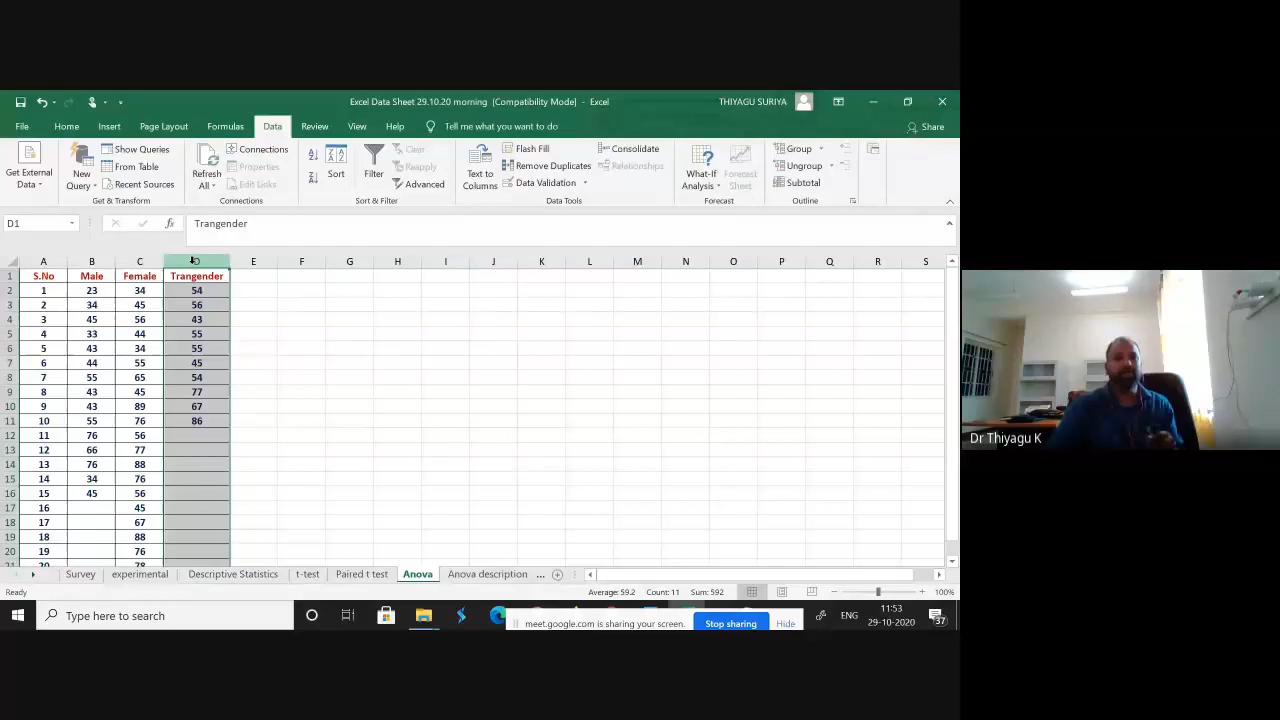 Excel Data Sheet 29.10.20 morning [Compatibility Mode] - Excel
THIYAGU SURIYA
File Home Insert Page Layout Formulas Data Review View Help Tell me what you want to do Share
Get External Data
New Query
Show Queries
From Table
Recent Sources
Get & Transform
Refresh All
Connections
Properties
Edit Links
Connections
Sort
Filter
Clear
Reapply
Advanced
Sort & Filter
Text to Columns
Flash Fill
Remove Duplicates
Data Validation
Consolidate
Relationships
Data Tools
What-If Analysis
Forecast Sheet
Forecast
Group
Ungroup
Subtotal
Outline
D1 fx Trangender
A B C D E F G H I J K L M N O P Q R S
1 S.No Male Female Trangender
2 1 23 34 54
3 2 34 45 56
4 3 45 56 43
5 4 33 44 55
6 5 43 34 55
7 6 44 55 45
8 7 55 65 54
9 8 43 45 77
10 9 43 89 67
11 10 55 76 86
12 11 76 56
13 12 66 77
14 13 76 88
15 14 34 76
16 15 45 56
17 16 45
18 17 67
19 18 88
20 19 76
21 20 78
Survey experimental Descriptive Statistics t-test Paired t test Anova Anova description ...
Ready Average: 59.2 Count: 11 Sum: 592 100%
Type here to search
meet.google.com is sharing your screen. Stop sharing Hide
ENG
11:53
29-10-2020
37
Dr Thiyagu K